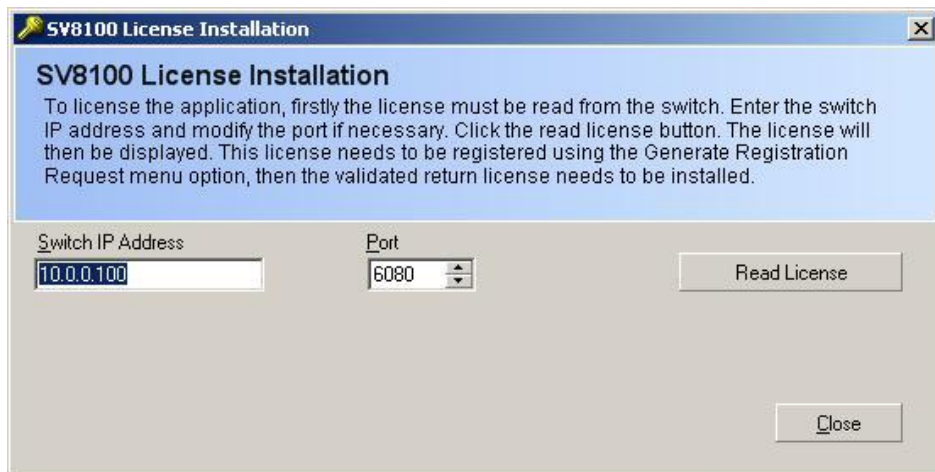 SV8100 License Installation
SV8100 License Installation
To license the application, firstly the license must be read from the switch. Enter the switch
IP address and modify the port if necessary. Click the read license button. The license will
then be displayed. This license needs to be registered using the Generate Registration
Request menu option, then the validated return license needs to be installed.
Switch IP Address
Port
10.0.0.100
6080
Read License
Close